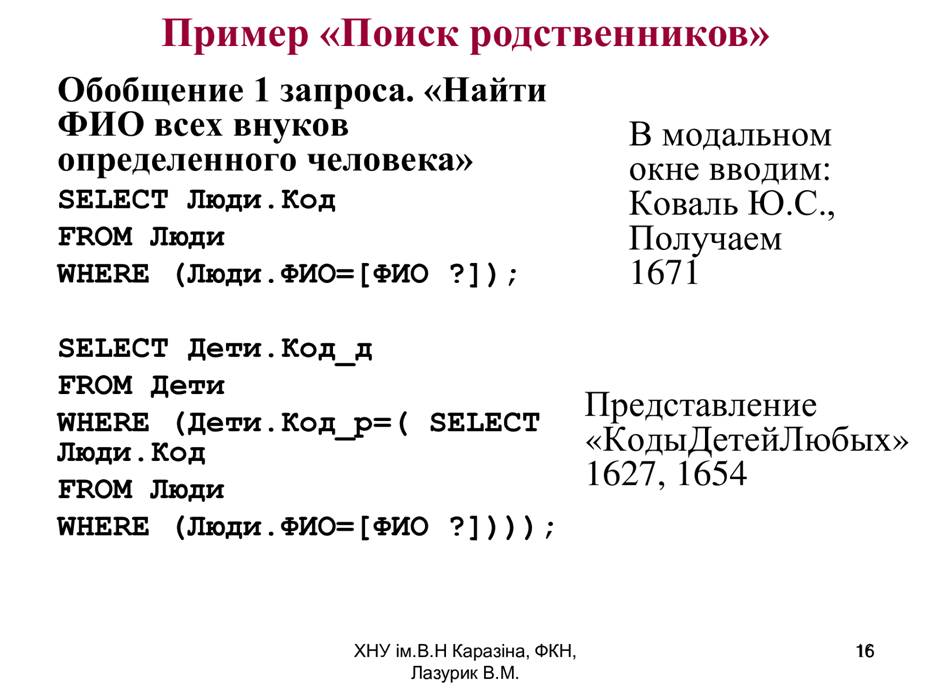 Пример «Поиск родственников»
Обобщение 1 запроса. «Найти
ФИО всех внуков
определенного человека»
SELECT Люди.Код
FROM Люди
WHERE (Люди.ФИО=[ФИО ?]);
В модальном
окне вводим:
Коваль Ю.С.,
Получаем
1671
SELECT Дети.Код_д
FROM Дети
WHERE (Дети.Код_р=( SELECT
Люди.Код
FROM Люди
WHERE (Люди.ФИО=[ФИО ?])));
Представление
«КодыДетейЛюбых»
1627, 1654
ХНУ ім.В.Н Каразіна, ФКН,
Лазурик В.М.
16